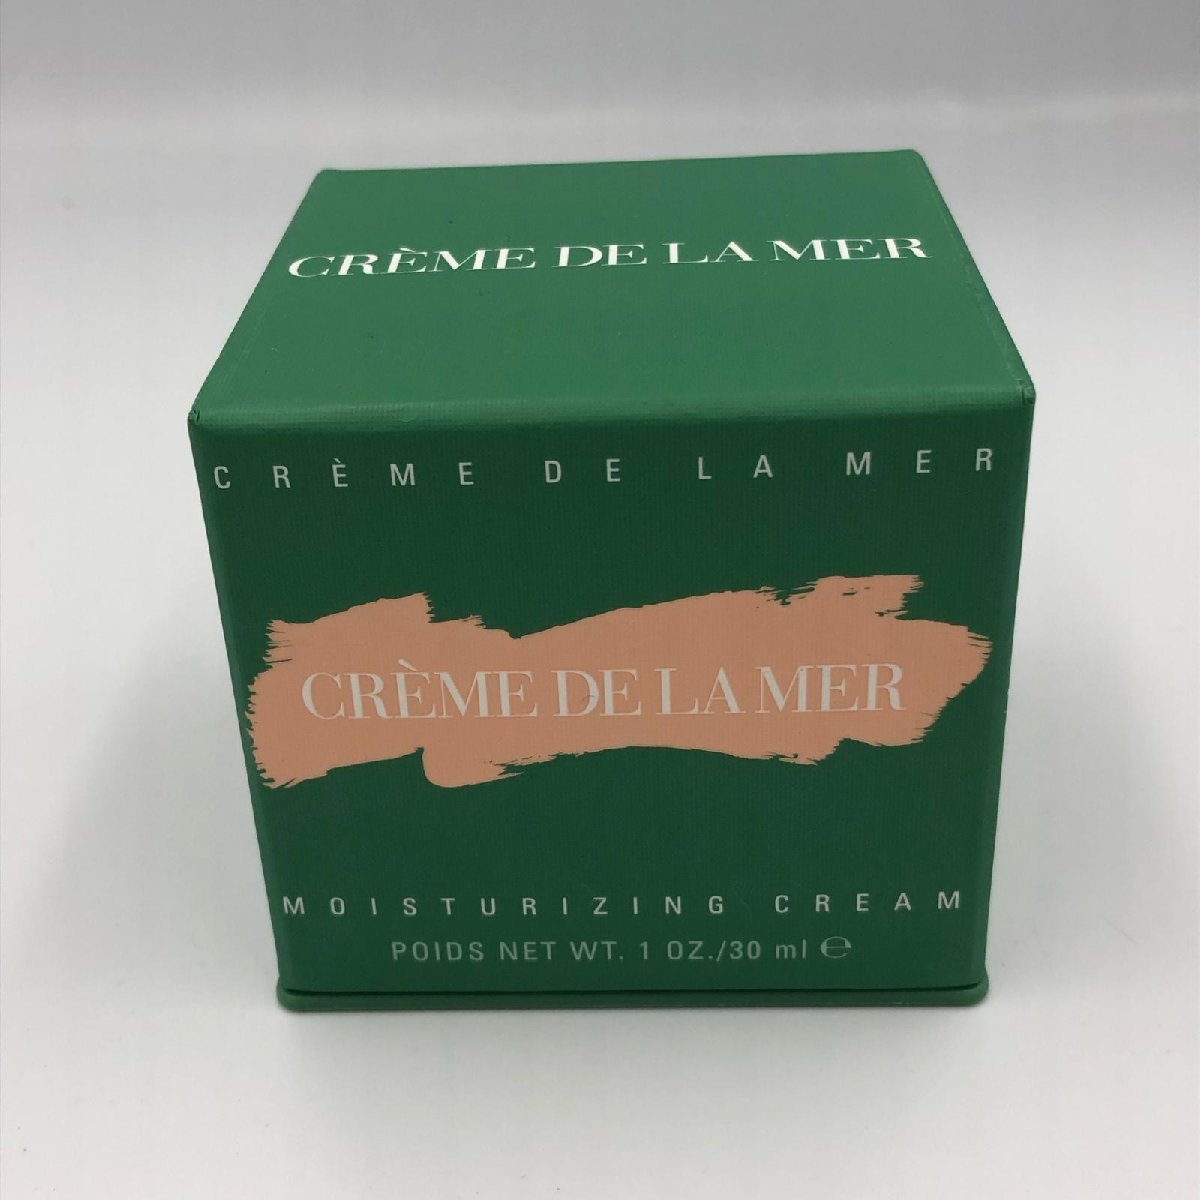 CRÈME DE LA MER
CRÈME DE LA MER
CRÈME DE LA MER
MOISTURIZING CREAM
POIDS NET WT. 1 OZ./30 ml ℮